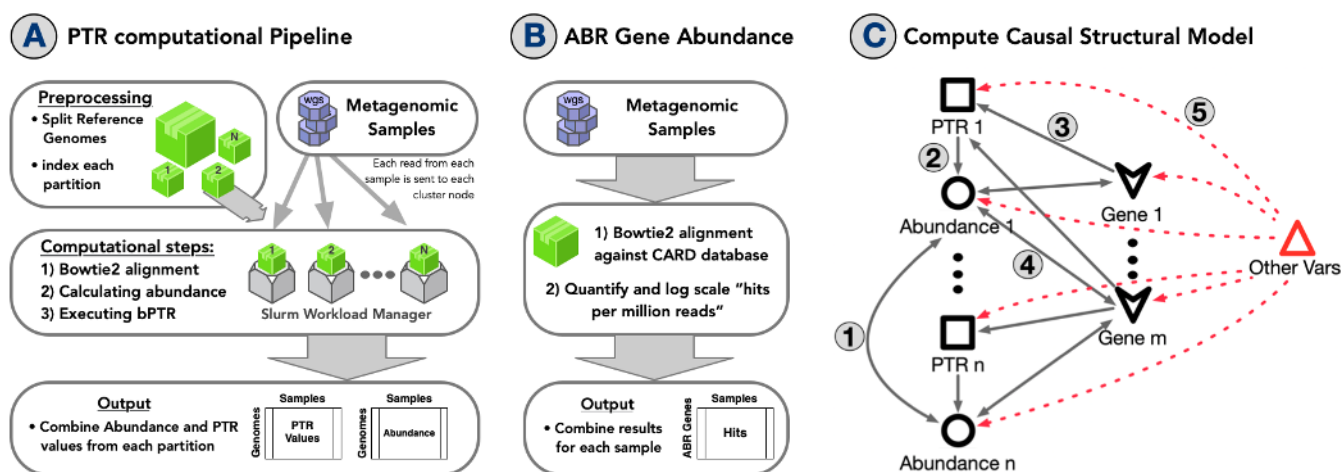 A PTR computational Pipeline
Preprocessing
• Split Reference
Genomes
• index each
partition
N
1
2
wgs
Metagenomic
Samples
Each read from each
sample is sent to each
cluster node
Computational steps:
1) Bowtie2 alignment
2) Calculating abundance
3) Executing bPTR
1
2
N
Slurm Workload Manager
Output
• Combine Abundance and PTR
values from each partition
Samples
Genomes
PTR
Values
Samples
Genomes
Abundance
B ABR Gene Abundance
wgs
Metagenomic
Samples
1) Bowtie2 alignment
against CARD database
2) Quantify and log scale “hits
per million reads”
Output
• Combine results
for each sample
Samples
ABR Genes
Hits
C Compute Causal Structural Model
PTR 1
5
3
2
Abundance 1
Gene 1
4
Other Vars
1
PTR n
Gene m
Abundance n